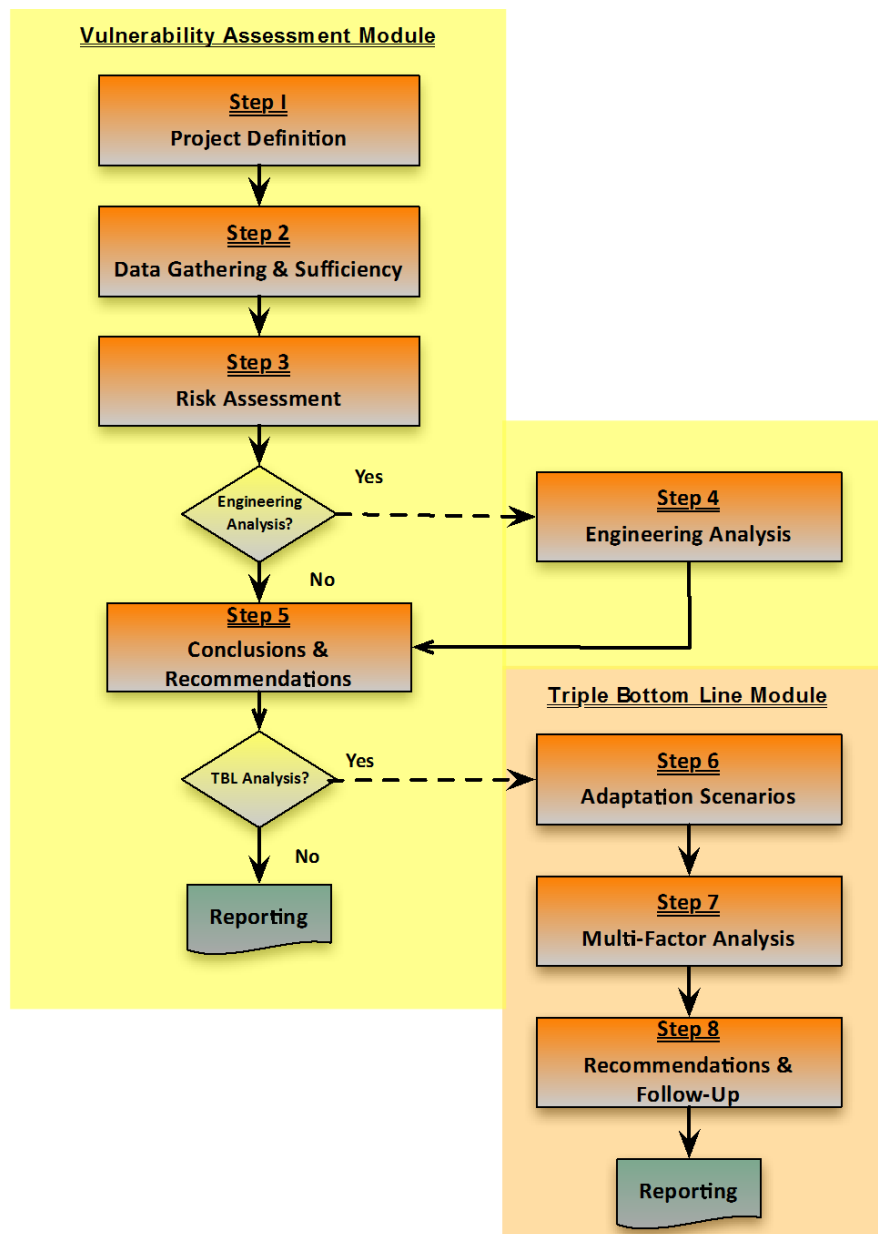 Vulnerability Assessment Module
Step I
Project Definition
Step 2
Data Gathering & Sufficiency
Step 3
Risk Assessment
Engineering
Analysis?
Yes
No
Step 4
Engineering Analysis
Step 5
Conclusions &
Recommendations
TBL Analysis?
Yes
No
Reporting
Triple Bottom Line Module
Step 6
Adaptation Scenarios
Step 7
Multi-Factor Analysis
Step 8
Recommendations &
Follow-Up
Reporting